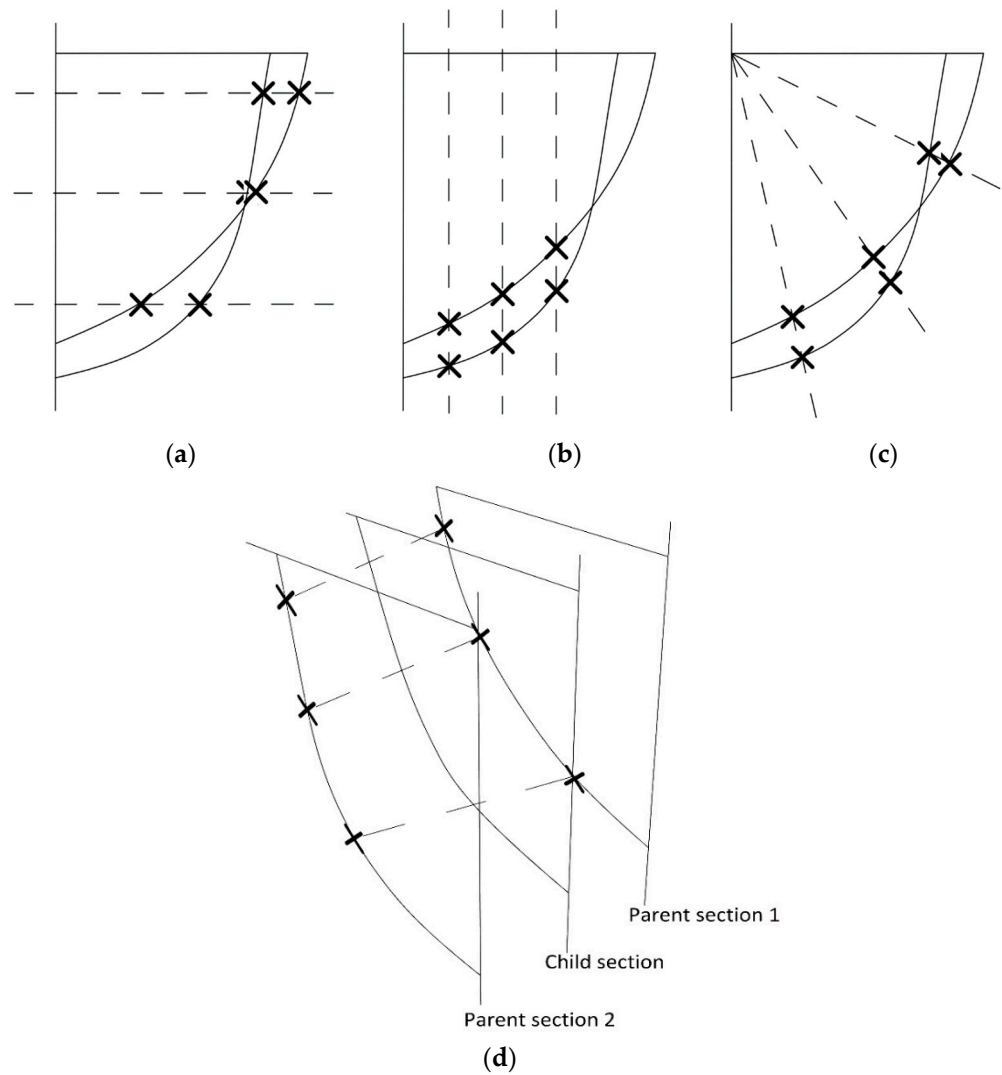 (a) (b) (c)
Parent section 1
Child section
Parent section 2
(d)